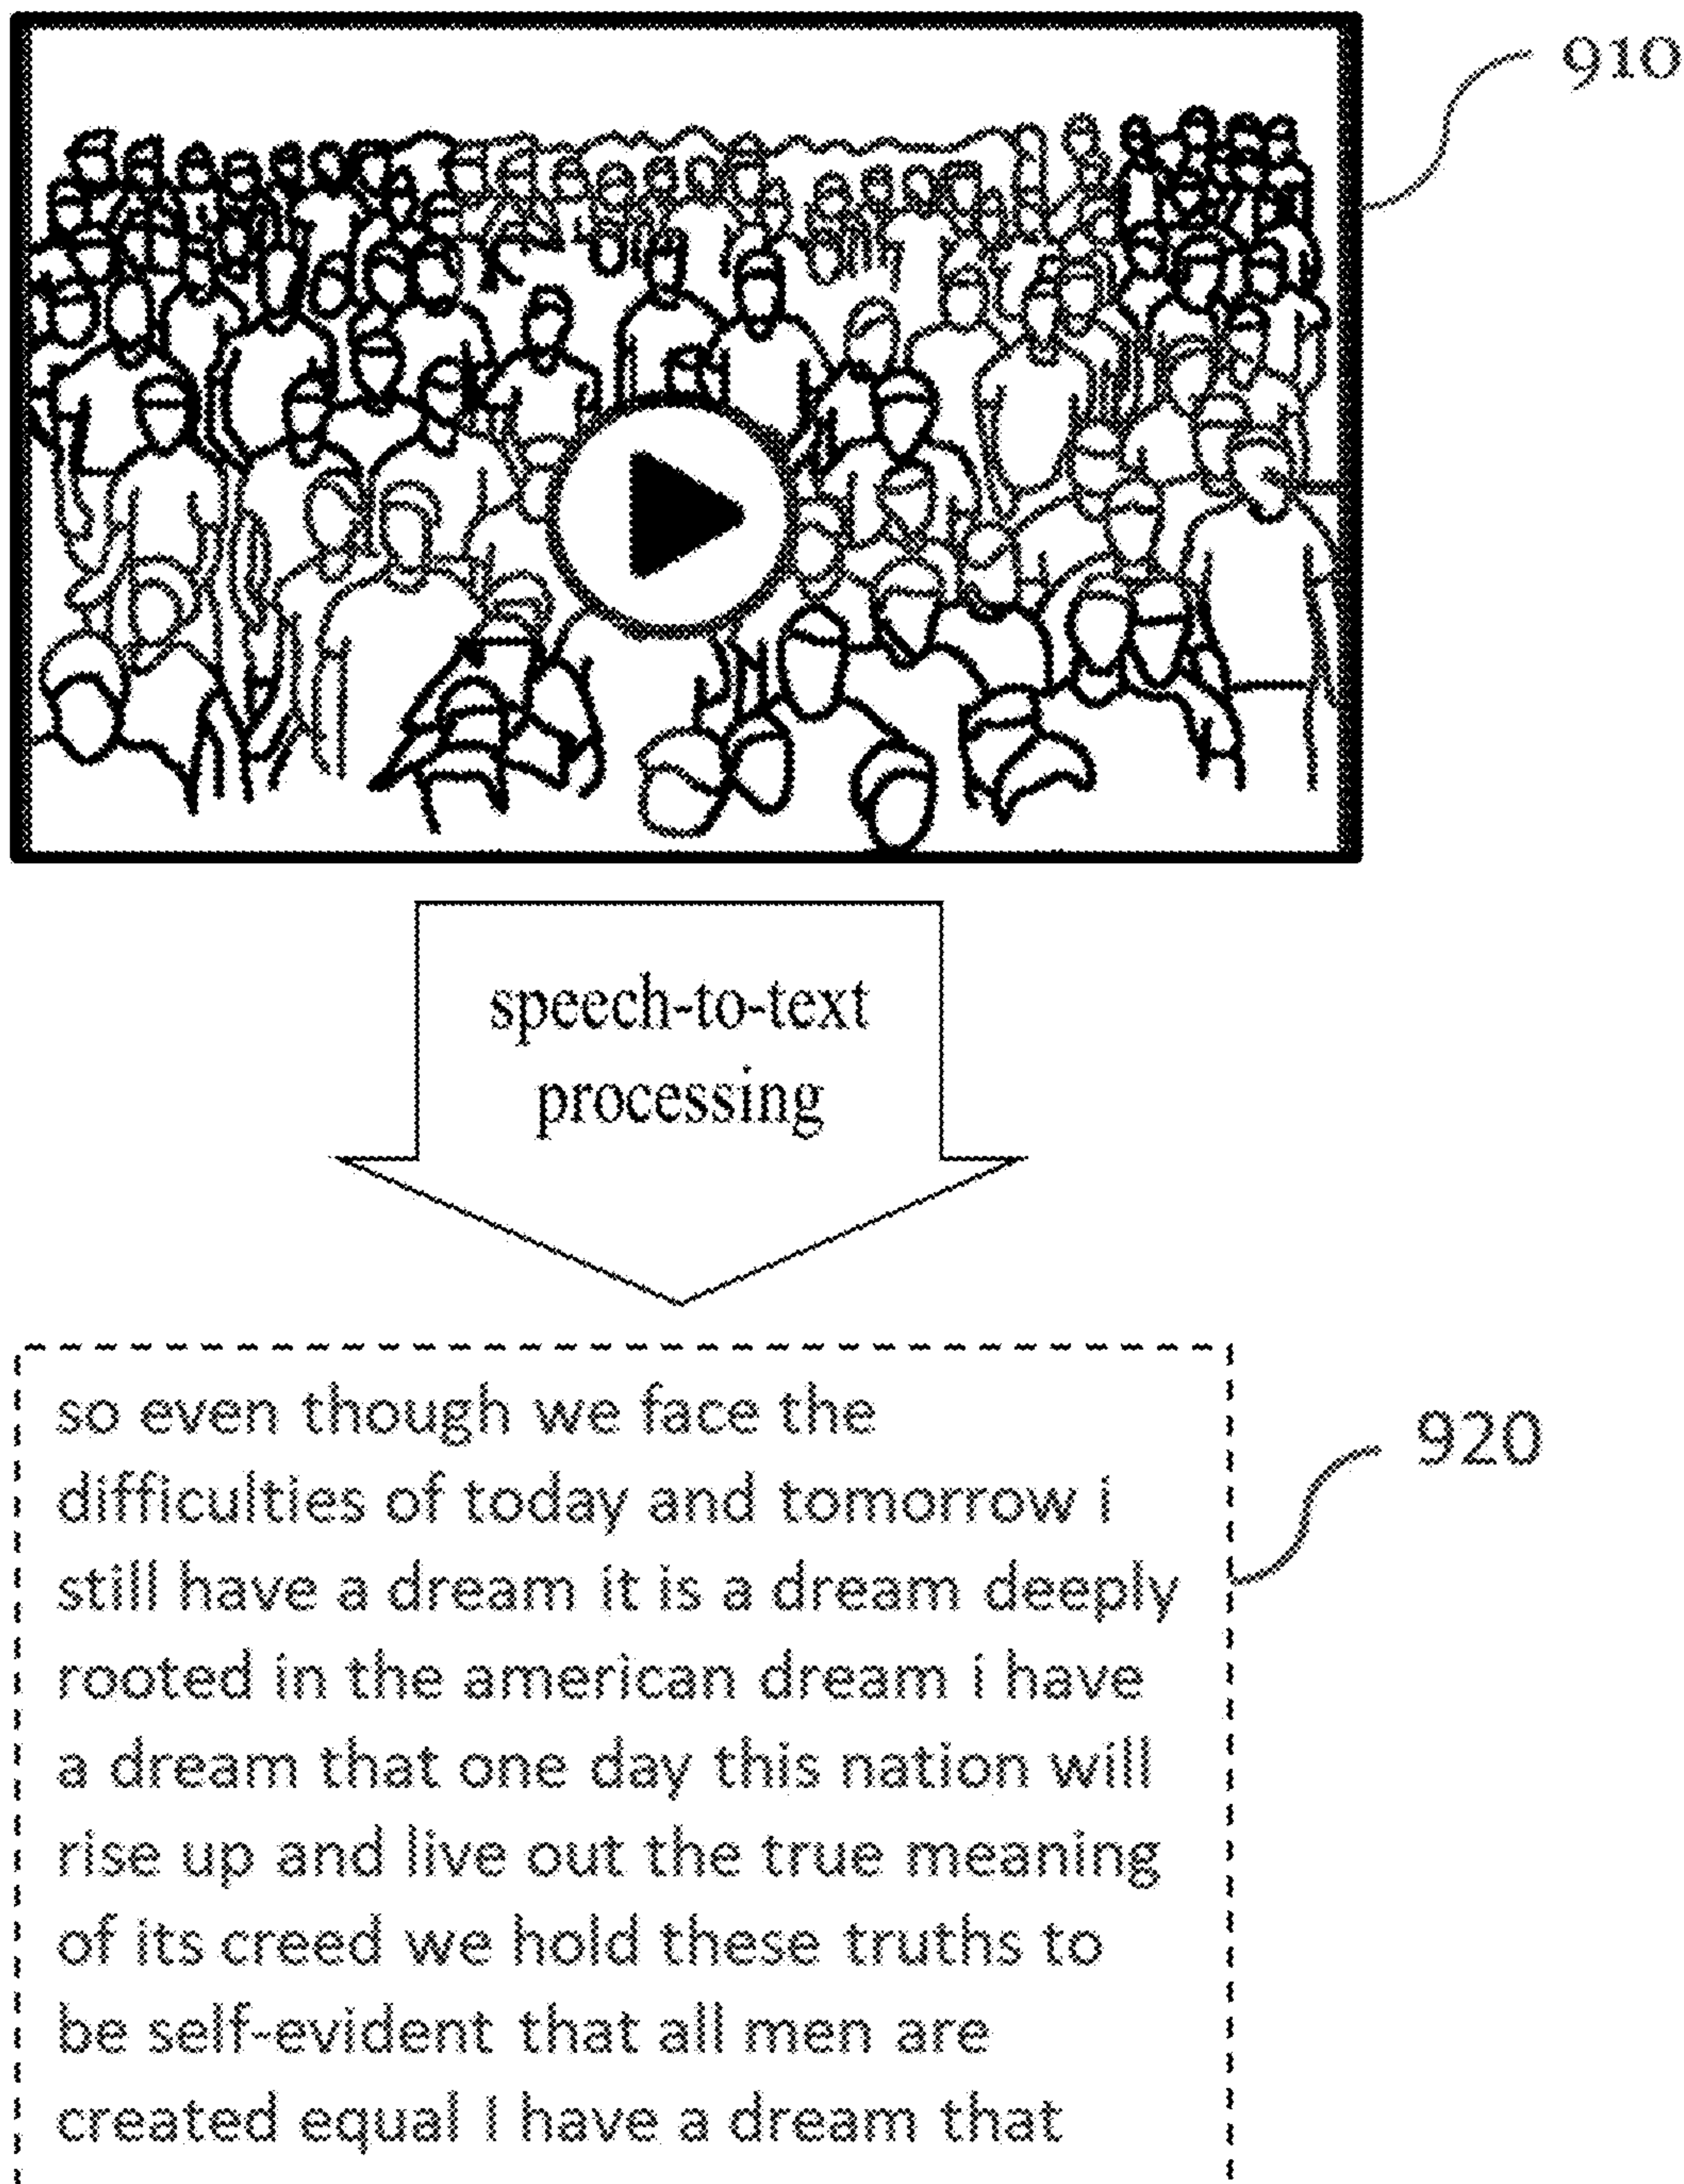 910
speech-to-text
processing
so even though we face the
difficulties of today and tomorrow i
still have a dream it is a dream deeply
rooted in the american dream i have
a dream that one day this nation will
rise up and live out the true meaning
of its creed we hold these truths to
be self-evident that all men are
created equal I have a dream that
920